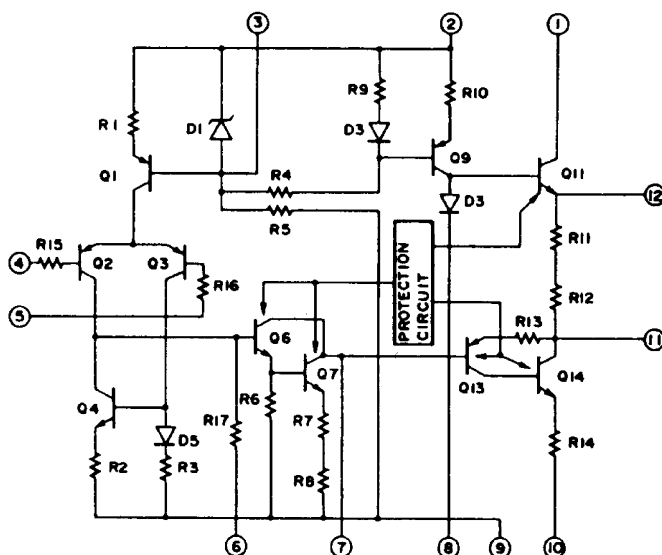 3 2 1
R9
R10
R1 D1
D3
Q1 Q9 Q11
R4
D3
12
R5
R11
R15
4 Q2 Q3
R16
PROTECTION
CIRCUIT
R12
5
R13
11
Q6
Q7 Q13 Q14
Q4
R6
R17 R7
D5
R14
R2 R3
R8
6 7 8 9 10